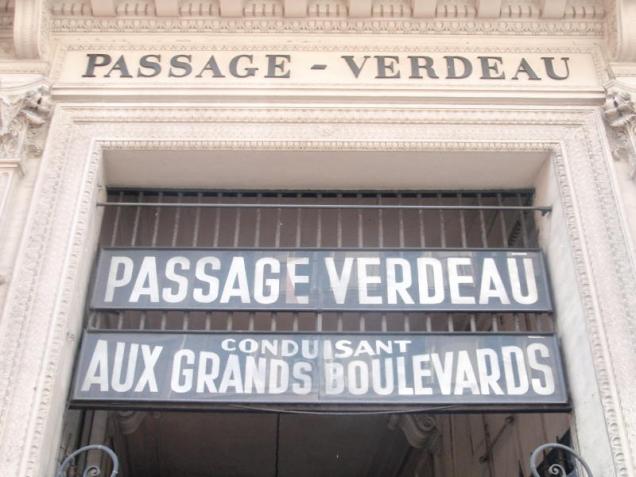 PASSAGE - VERDEAU
PASSAGE VERDEAU
CONDUISANT
AUX GRANDS BOULEVARDS